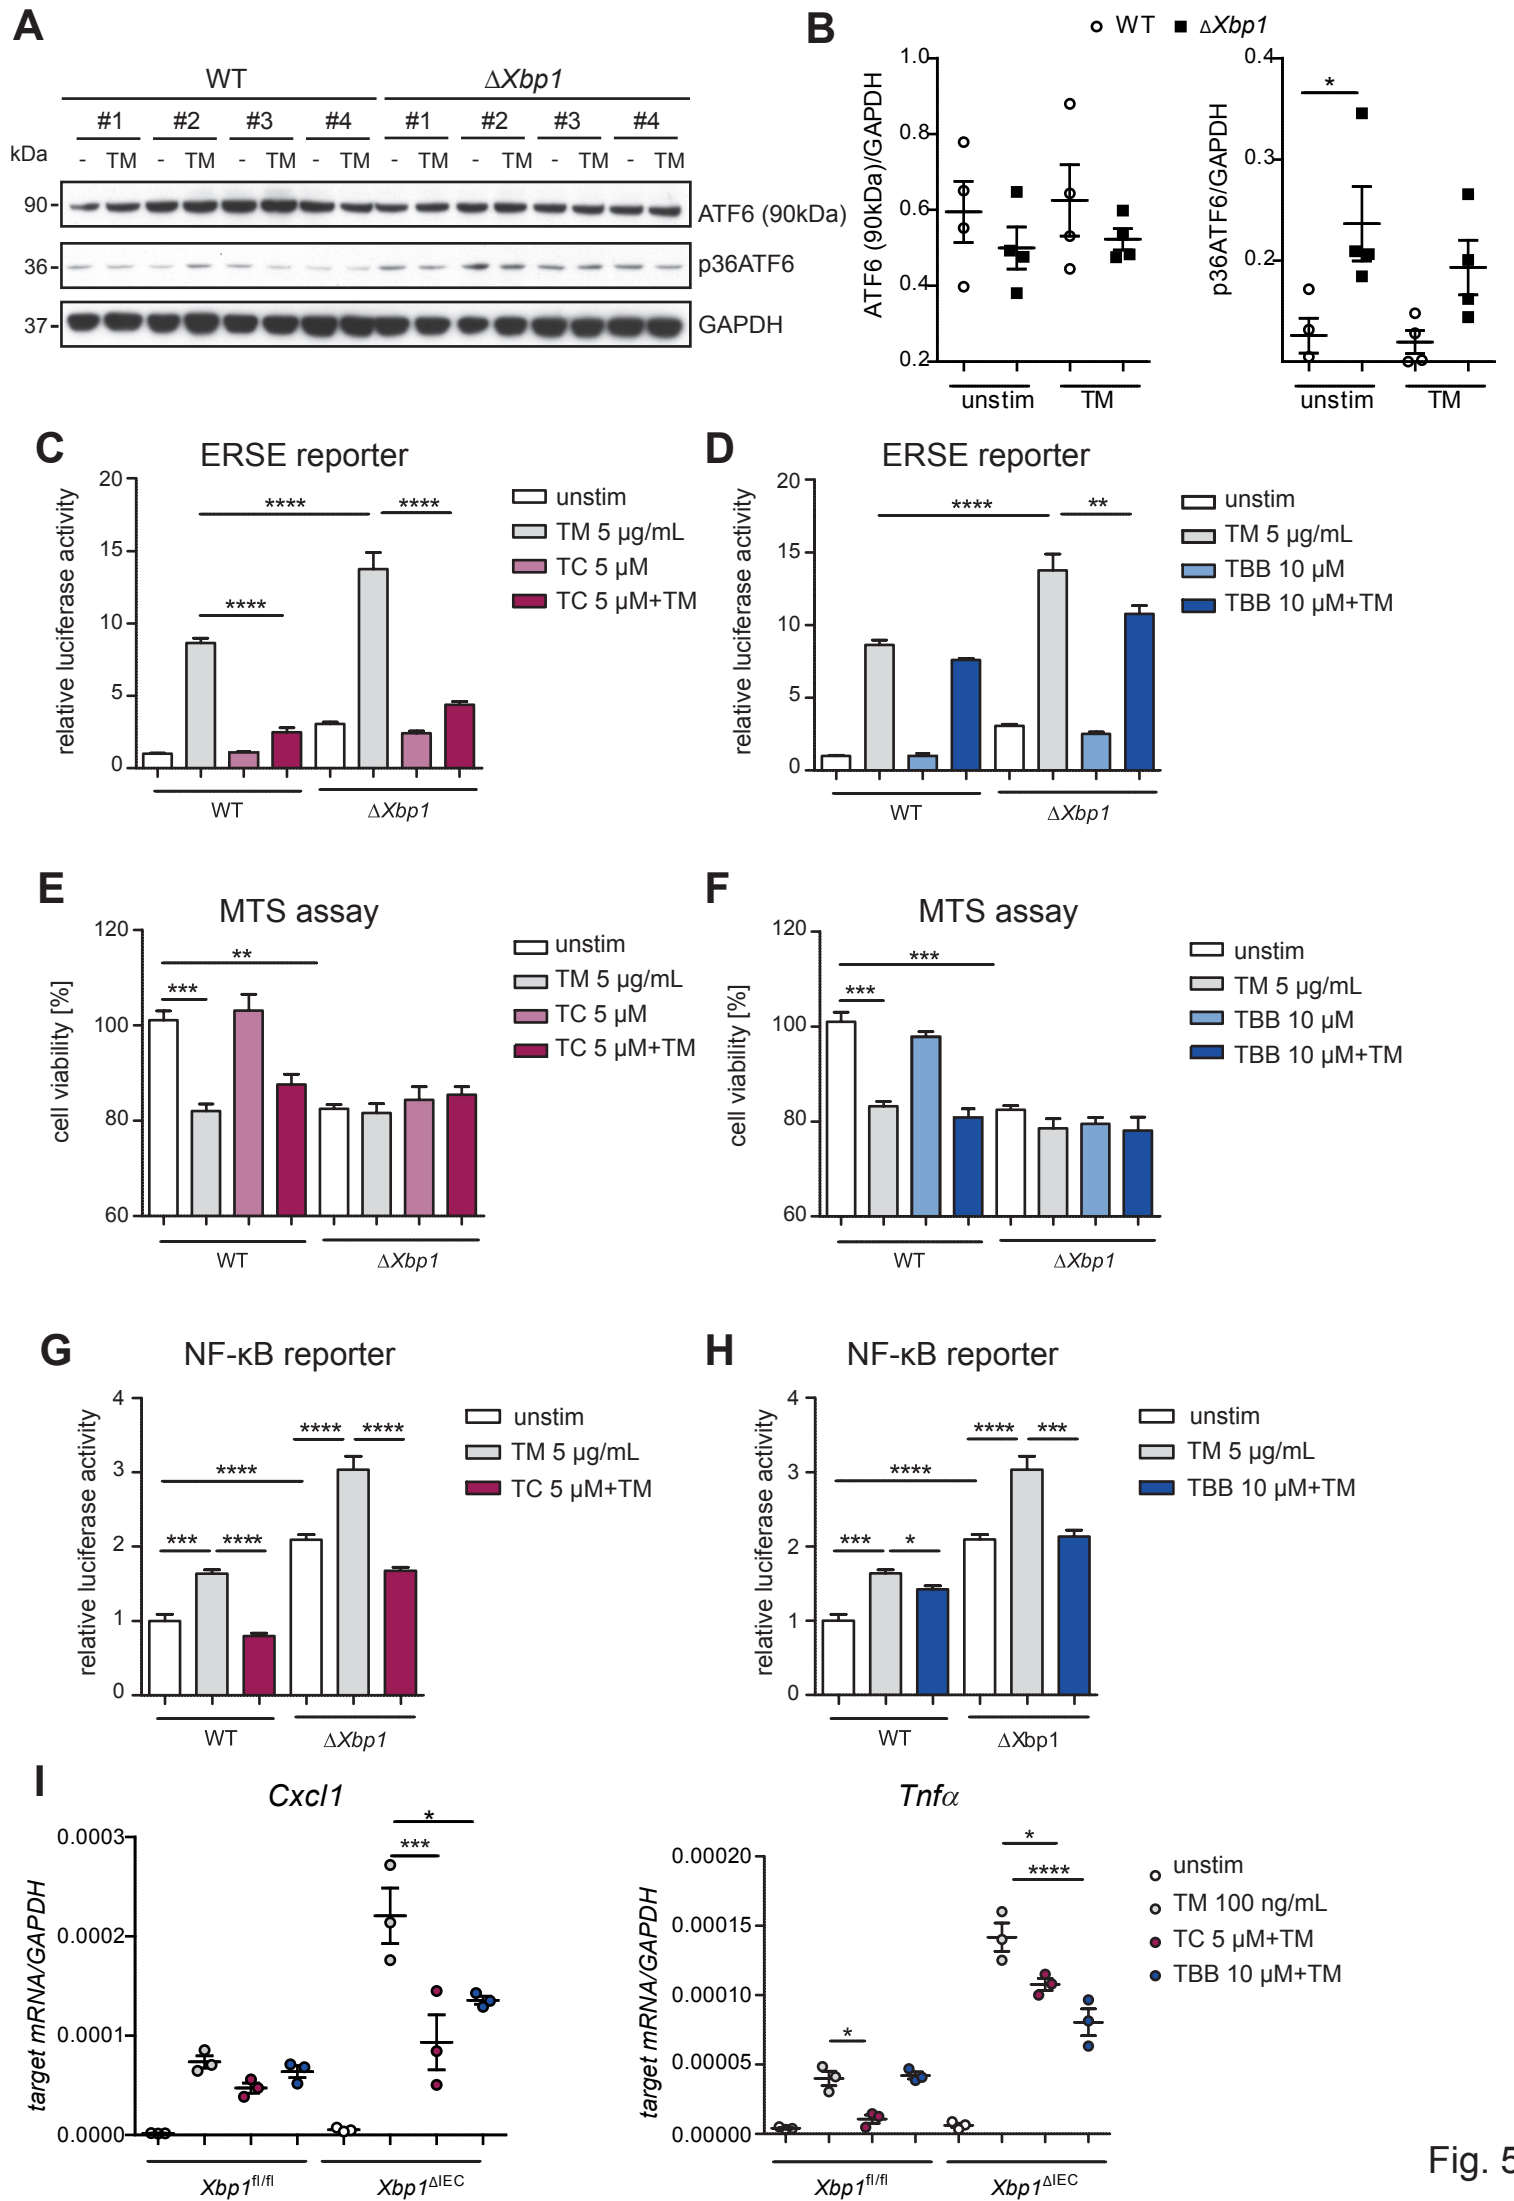 A
WT ΔXbp1
#1 #2 #3 #4 #1 #2 #3 #4
kDa - TM - TM - TM - TM - TM - TM - TM - TM
90 ATF6 (90kDa)
36 p36ATF6
37 GAPDH
B
WT ΔXbp1
ATF6 (90kDa)/GAPDH
1.0
0.8
0.6
0.4
0.2
unstim TM
p36ATF6/GAPDH
0.4
0.3
0.2
*
unstim TM
C
ERSE reporter
relative luciferase activity
20
15
10
5
0
**** ****
****
WT ΔXbp1
unstim
TM 5 µg/mL
TC 5 µM
TC 5 µM+TM
D
ERSE reporter
relative luciferase activity
20
15
10
5
0
**** **
WT ΔXbp1
unstim
TM 5 µg/mL
TBB 10 µM
TBB 10 µM+TM
E
MTS assay
cell viability [%]
120
100
80
60
**
***
WT ΔXbp1
unstim
TM 5 µg/mL
TC 5 µM
TC 5 µM+TM
F
MTS assay
cell viability [%]
120
100
80
60
***
***
WT ΔXbp1
unstim
TM 5 µg/mL
TBB 10 µM
TBB 10 µM+TM
G
NF-κB reporter
relative luciferase activity
4
3
2
1
0
**** ****
****
*** ****
WT ΔXbp1
unstim
TM 5 µg/mL
TC 5 µM+TM
H
NF-κB reporter
relative luciferase activity
4
3
2
1
0
**** ***
****
*** *
WT ΔXbp1
unstim
TM 5 µg/mL
TBB 10 µM+TM
I
Cxcl1
target mRNA/GAPDH
0.0003
0.0002
0.0001
0.0000
*
***
Xbp1fl/fl Xbp1ΔIEC
Tnfα
target mRNA/GAPDH
0.00020
0.00015
0.00010
0.00005
0.00000
*
****
*
Xbp1fl/fl Xbp1ΔIEC
unstim
TM 100 ng/mL
TC 5 µM+TM
TBB 10 µM+TM
Fig. 5